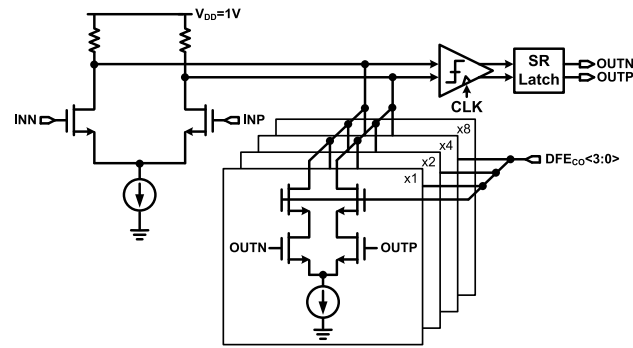 V_DD=1V
INN
INP
CLK
SR
Latch
OUTN
OUTP
x8
x4
x2
x1
DFE_CO<3:0>
OUTN
OUTP